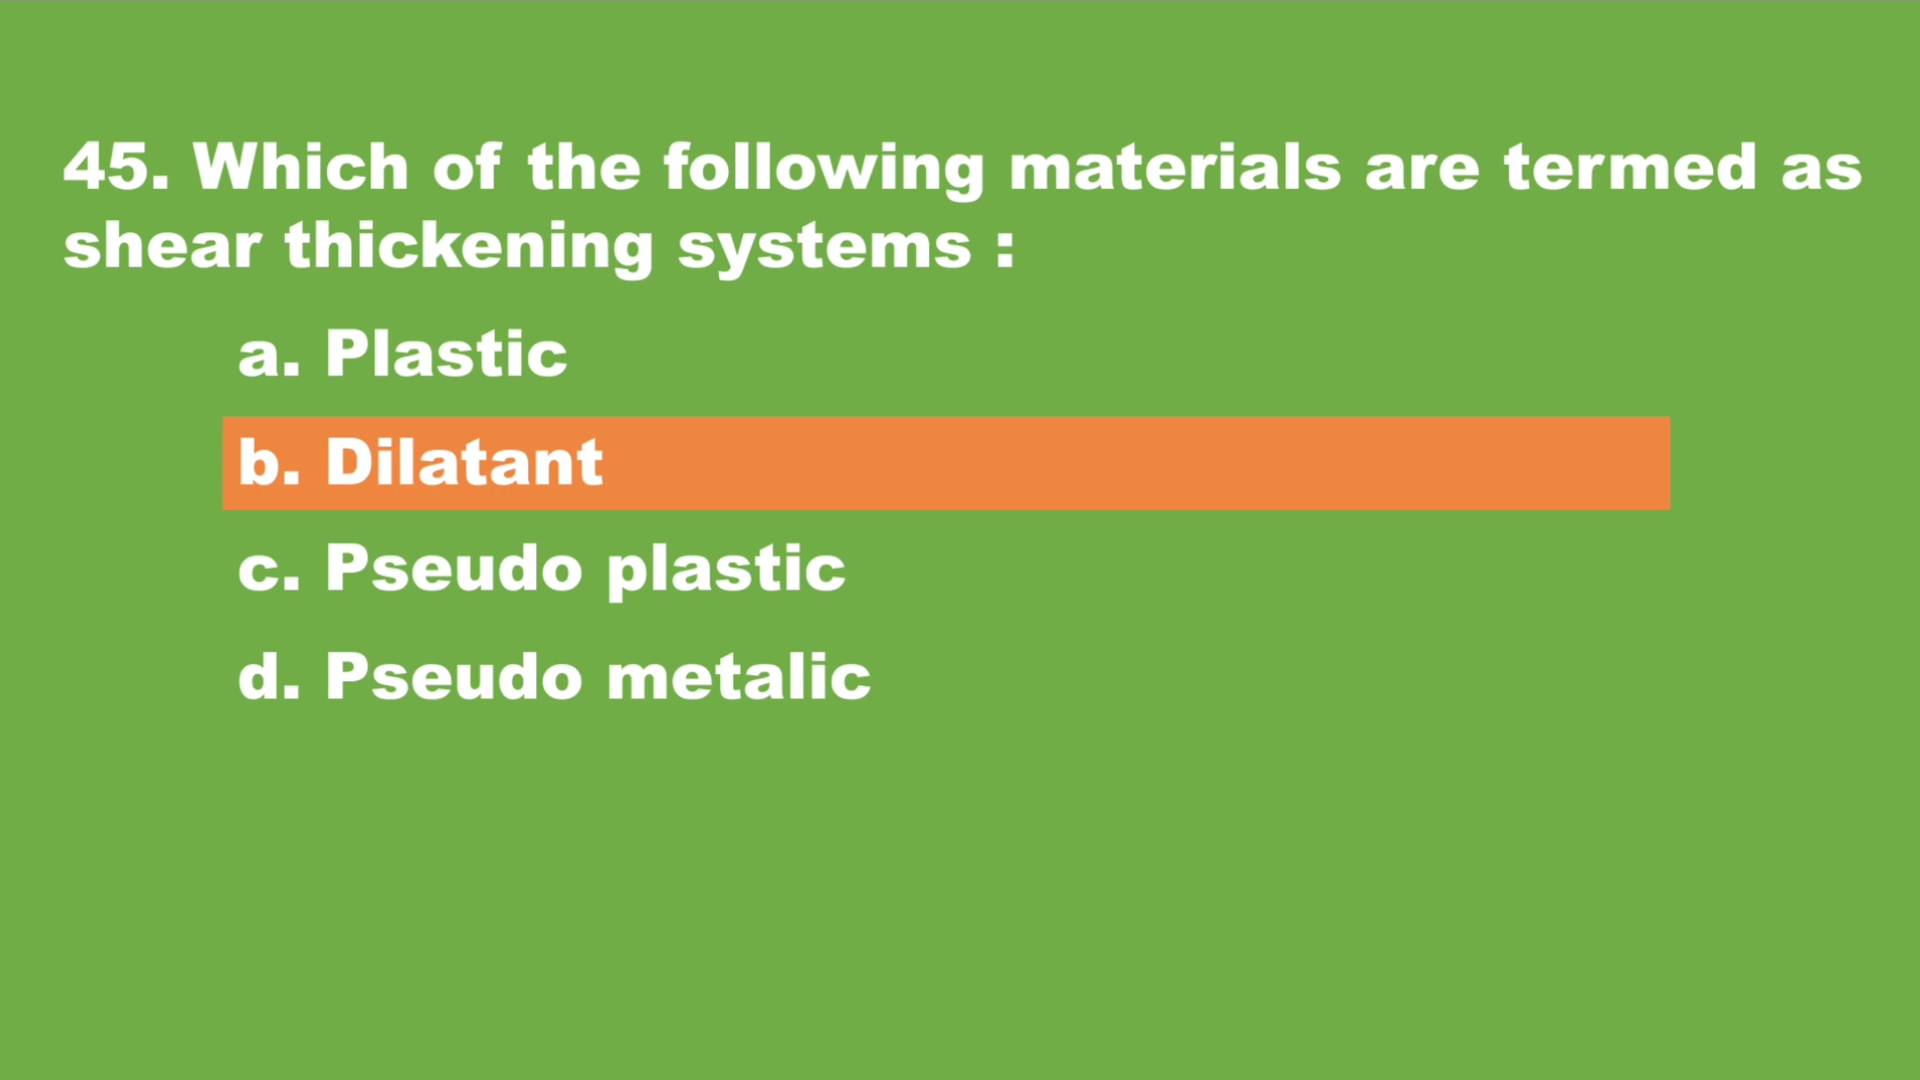 45. Which of the following materials are termed as
shear thickening systems :
a. Plastic
b. Dilatant
c. Pseudo plastic
d. Pseudo metalic